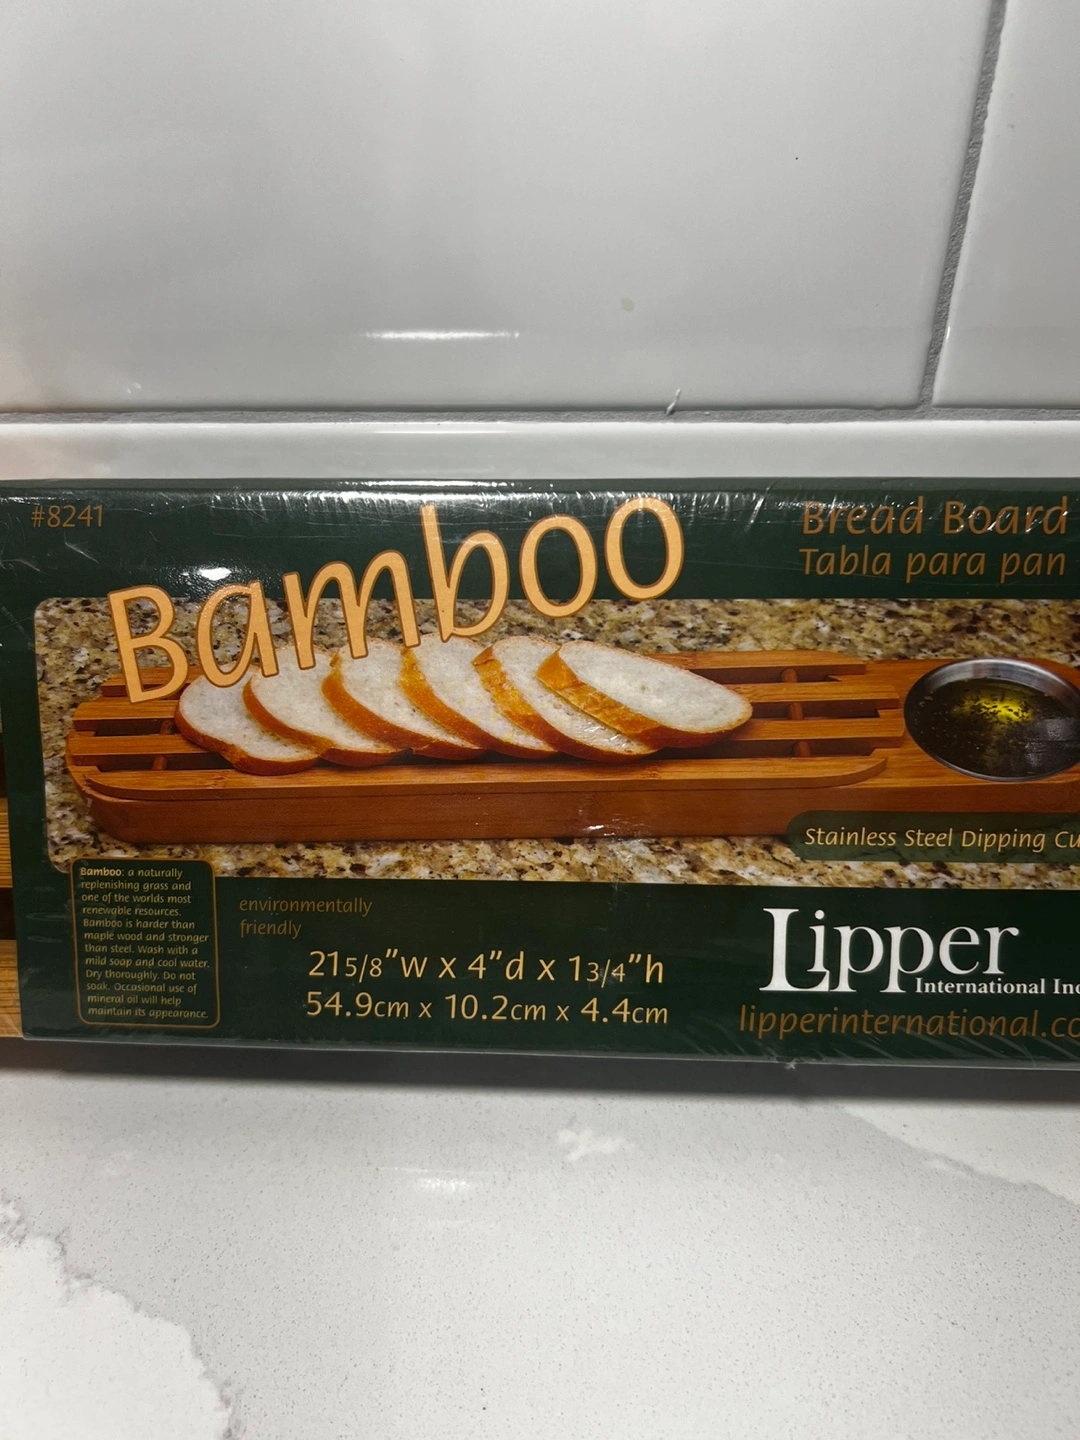 #8241
Bamboo
Bread Board
Tabla para pan
Stainless Steel Dipping Cu
Bamboo: a naturally
replenishing grass and
one of the worlds most
renewable resources.
Bamboo is harder than
maple wood and stronger
than steel. Wash with a
mild soap and cool water.
Dry thoroughly. Do not
soak. Occasional use of
mineral oil will help
maintain its appearance.
environmentally
friendly
21 5/8"w x 4"d x 1 3/4"h
54.9cm x 10.2cm x 4.4cm
Lipper
International Inc
lipperinternational.co